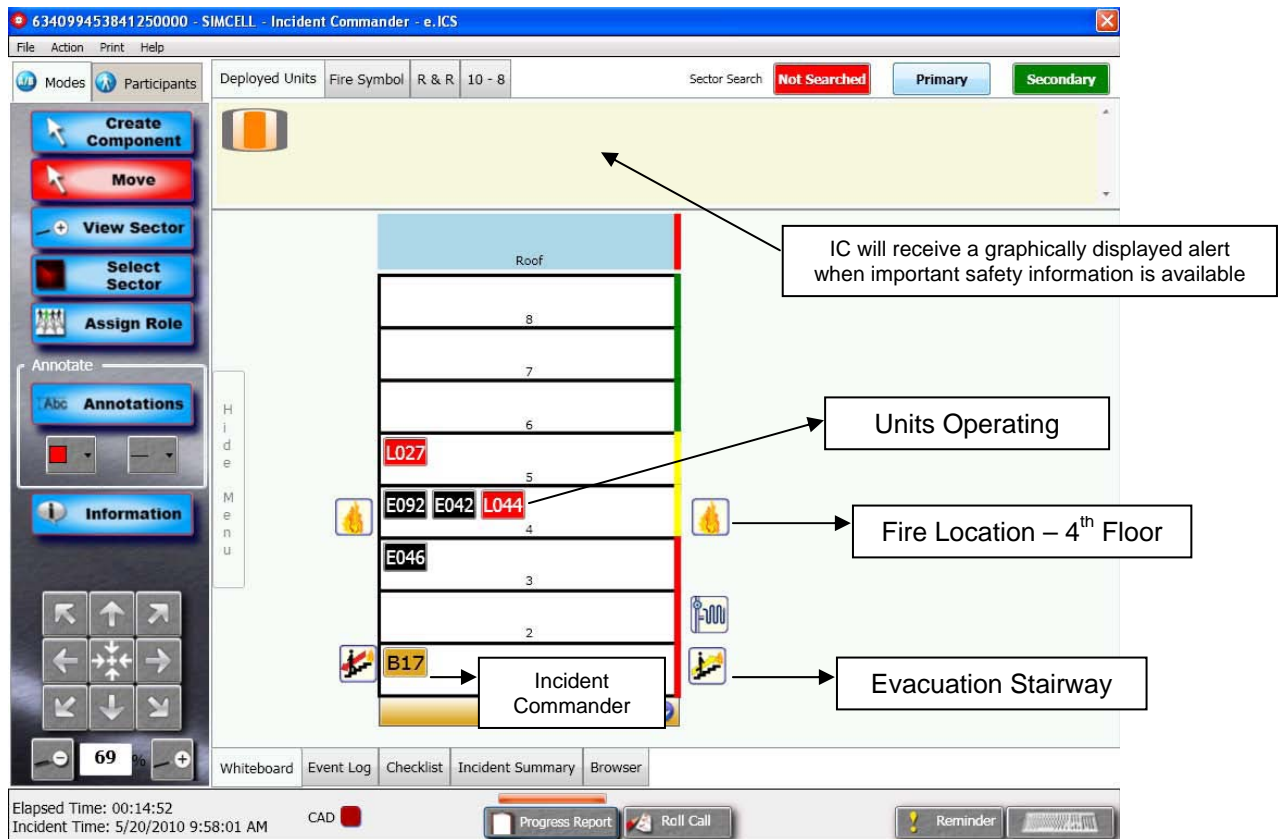 634099453841250000 - SIMCELL - Incident Commander - e.ICS
File Action Print Help
Modes Participants
Deployed Units Fire Symbol R & R 10 - 8
Sector Search Not Searched Primary Secondary
Create
Component
Move
View Sector
Select
Sector
Assign Role
Annotate
Abc Annotations
Information
69 %
Hide Menu
Roof
8
7
6
L027
5
E092 E042 L044
4
E046
3
2
B17
IC will receive a graphically displayed alert
when important safety information is available
Units Operating
Fire Location – 4th Floor
Evacuation Stairway
Incident
Commander
Whiteboard Event Log Checklist Incident Summary Browser
Elapsed Time: 00:14:52
Incident Time: 5/20/2010 9:58:01 AM
CAD
Progress Report
Roll Call
Reminder